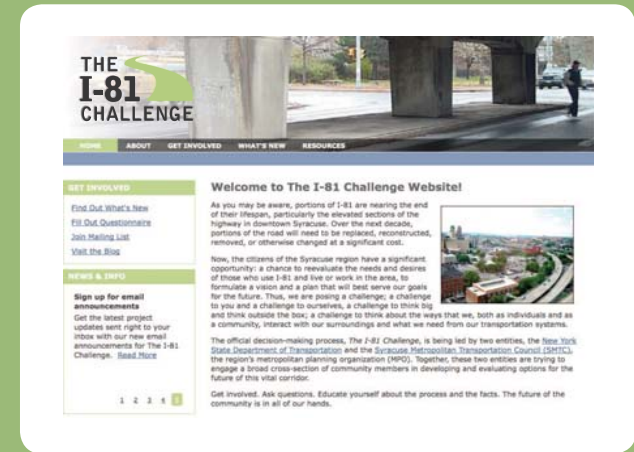 THE
I-81
CHALLENGE
HOME ABOUT GET INVOLVED WHAT'S NEW RESOURCES
GET INVOLVED
Find Out What's New
Fill Out Questionnaire
Join Mailing List
Visit the Blog
NEWS & INFO
Sign up for email
announcements
Get the latest project
updates sent right to your
inbox with our new email
announcements for The I-81
Challenge. Read More
1 2 3 4 5
Welcome to The I-81 Challenge Website!
As you may be aware, portions of I-81 are nearing the end
of their lifespan, particularly the elevated sections of the
highway in downtown Syracuse. Over the next decade,
portions of the road will need to be replaced, reconstructed,
removed, or otherwise changed at a significant cost.
Now, the citizens of the Syracuse region have a significant
opportunity: a chance to reevaluate the needs and desires
of those who use I-81 and live or work in the area, to
formulate a vision and a plan that will best serve our goals
for the future. Thus, we are posing a challenge; a challenge
to you and a challenge to ourselves, a challenge to think big
and think outside the box; a challenge to think about the ways that we, both as individuals and as
a community, interact with our surroundings and what we need from our transportation systems.
The official decision-making process, The I-81 Challenge, is being led by two entities, the New York
State Department of Transportation and the Syracuse Metropolitan Transportation Council (SMTC),
the region's metropolitan planning organization (MPO). Together, these two entities are trying to
engage a broad cross-section of community members in developing and evaluating options for the
future of this vital corridor.
Get involved. Ask questions. Educate yourself about the process and the facts. The future of the
community is in all of our hands.